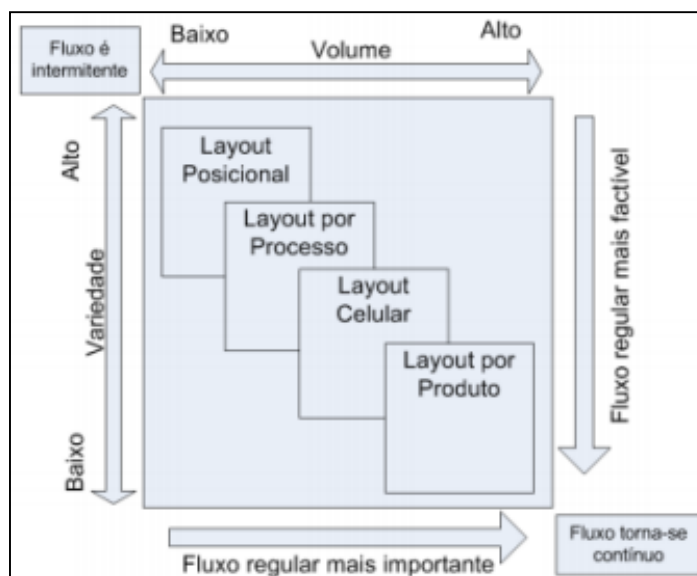 Fluxo é
intermitente
Baixo
Volume
Alto
Alto
Variedade
Baixo
Layout
Posicional
Layout por
Processo
Layout
Celular
Layout por
Produto
Fluxo regular mais factível
Fluxo regular mais importante
Fluxo torna-se
contínuo